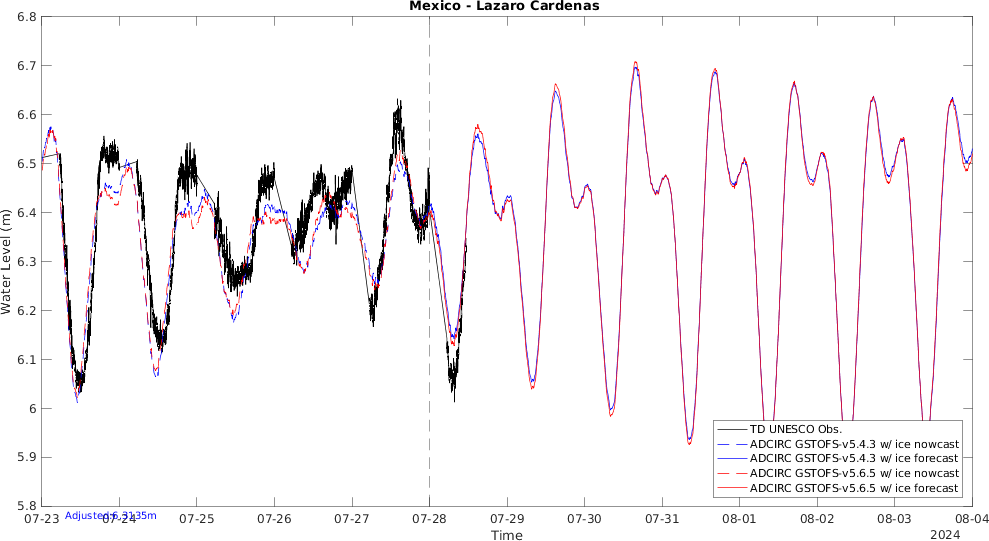 Mexico - Lazaro Cardenas
6.8
6.7
6.6
6.5
6.4
6.3
6.2
6.1
6
5.9
5.8
Water Level (m)
TD UNESCO Obs.
ADCIRC GSTOFS-v5.4.3 w/ ice nowcast
ADCIRC GSTOFS-v5.4.3 w/ ice forecast
ADCIRC GSTOFS-v5.6.5 w/ ice nowcast
ADCIRC GSTOFS-v5.6.5 w/ ice forecast
07-23 07-24 07-25 07-26 07-27 07-28 07-29 07-30 07-31 08-01 08-02 08-03 08-04
Adjusted 6.3135m
Time
2024